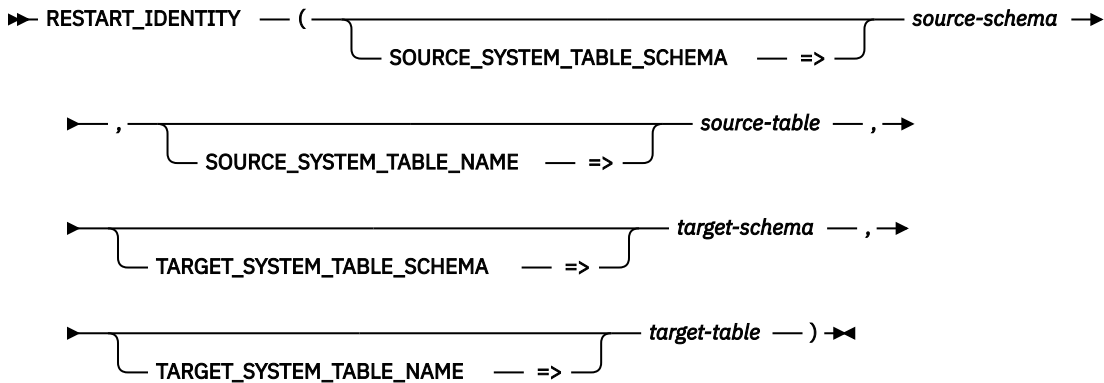 RESTART_IDENTITY ( source-schema
SOURCE_SYSTEM_TABLE_SCHEMA =>
, source-table ,
SOURCE_SYSTEM_TABLE_NAME =>
target-schema ,
TARGET_SYSTEM_TABLE_SCHEMA =>
target-table )
TARGET_SYSTEM_TABLE_NAME =>